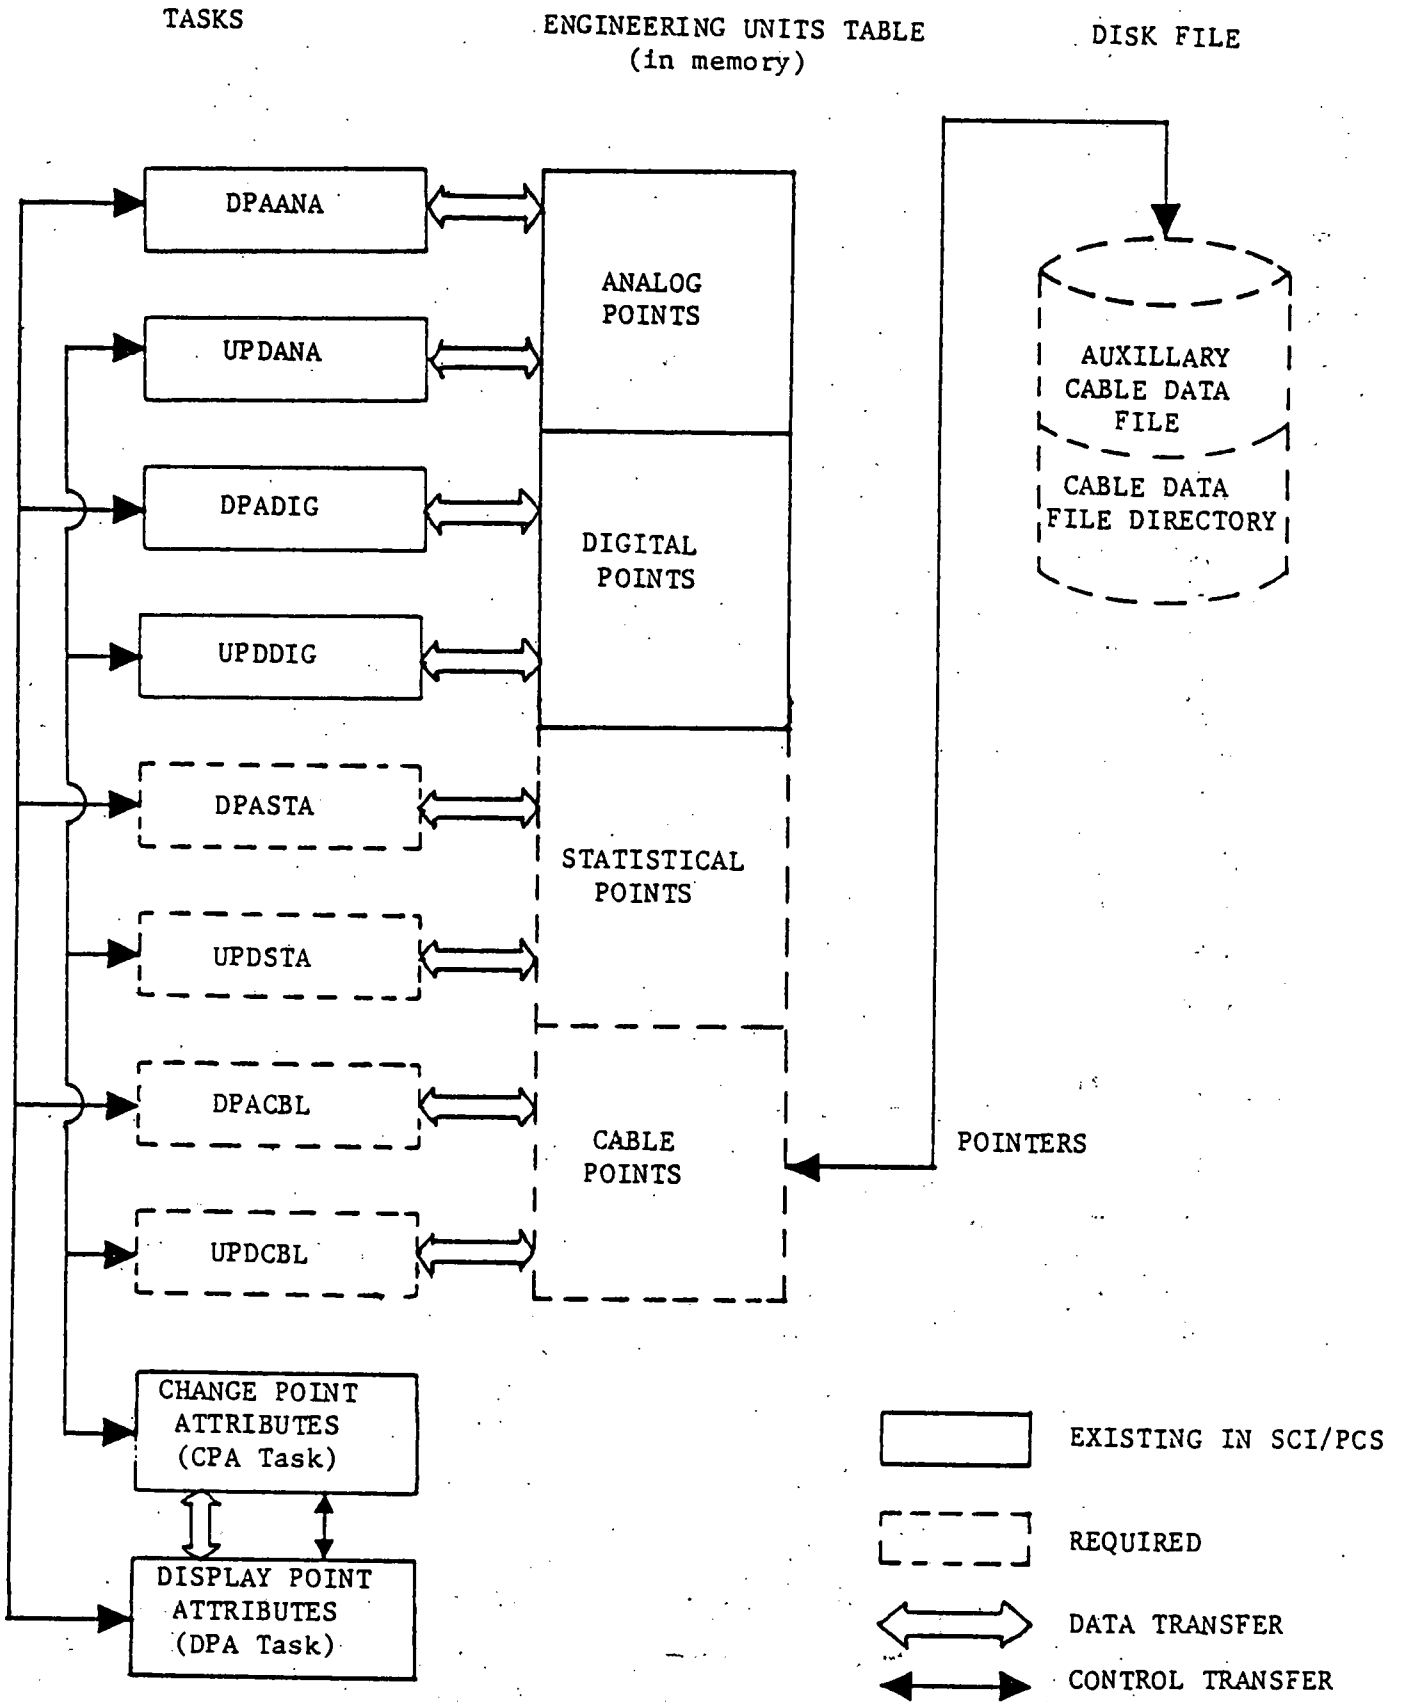 TASKS
ENGINEERING UNITS TABLE
(in memory)
DISK FILE
DPAANA
UPDANA
DPADIG
UPDDIG
DPASTA
UPDSTA
DPACBL
UPDCBL
CHANGE POINT
ATTRIBUTES
(CPA Task)
DISPLAY POINT
ATTRIBUTES
(DPA Task)
ANALOG
POINTS
DIGITAL
POINTS
STATISTICAL
POINTS
CABLE
POINTS
AUXILLARY
CABLE DATA
FILE
CABLE DATA
FILE DIRECTORY
POINTERS
EXISTING IN SCI/PCS
REQUIRED
DATA TRANSFER
CONTROL TRANSFER